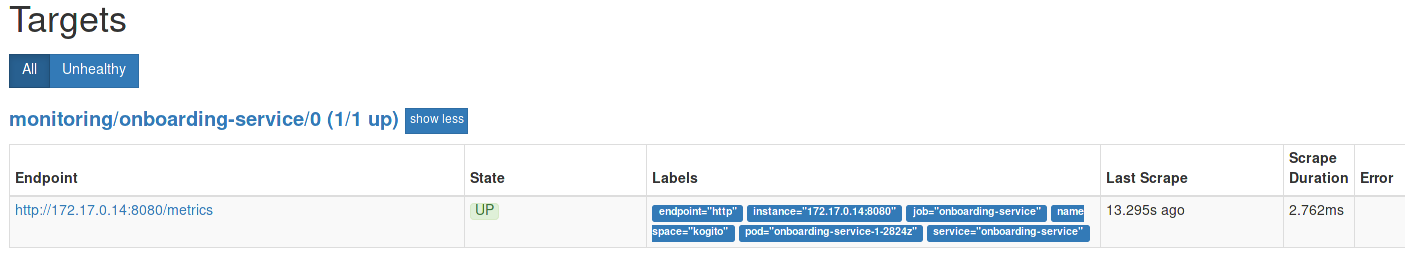 Targets
All Unhealthy
monitoring/onboarding-service/0 (1/1 up) show less
Endpoint State Labels Last Scrape Scrape Duration Error
http://172.17.0.14:8080/metrics UP endpoint="http" instance="172.17.0.14:8080" job="onboarding-service" name 13.295s ago 2.762ms
space="kogito" pod="onboarding-service-1-2824z" service="onboarding-service"